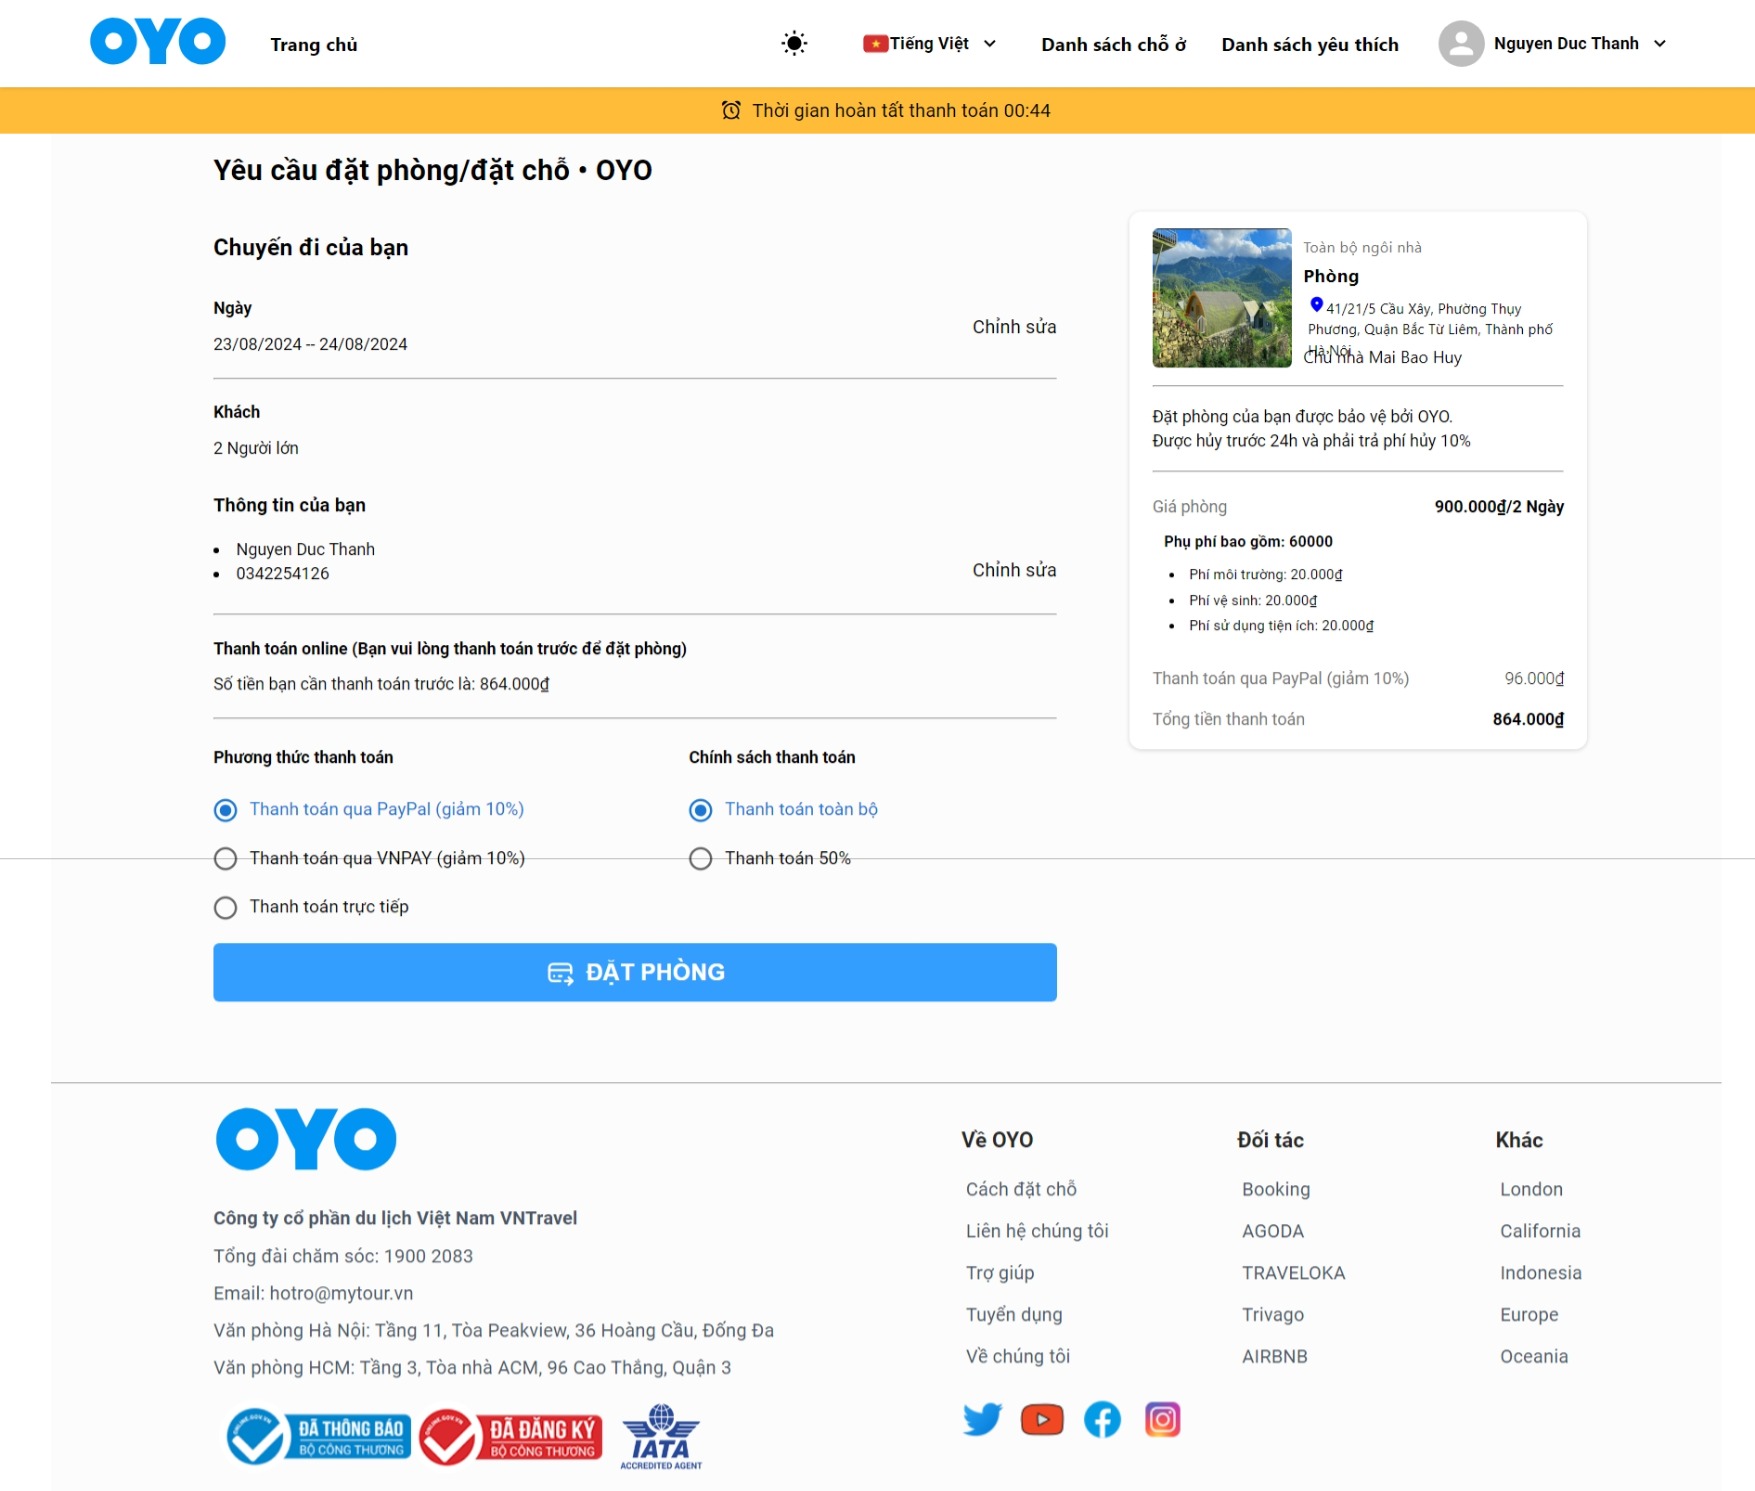 OYO
Trang chủ
Tiếng Việt
Danh sách chỗ ở
Danh sách yêu thích
Nguyen Duc Thanh
Thời gian hoàn tất thanh toán 00:44
Yêu cầu đặt phòng/đặt chỗ • OYO
Chuyến đi của bạn
Ngày
23/08/2024 -- 24/08/2024
Chỉnh sửa
Khách
2 Người lớn
Thông tin của bạn
Nguyen Duc Thanh
0342254126
Chỉnh sửa
Thanh toán online (Bạn vui lòng thanh toán trước để đặt phòng)
Số tiền bạn cần thanh toán trước là: 864.000₫
Phương thức thanh toán
Thanh toán qua PayPal (giảm 10%)
Thanh toán qua VNPAY (giảm 10%)
Thanh toán trực tiếp
Chính sách thanh toán
Thanh toán toàn bộ
Thanh toán 50%
ĐẶT PHÒNG
Toàn bộ ngôi nhà
Phòng
41/21/5 Cầu Xây, Phường Thụy
Phương, Quận Bắc Từ Liêm, Thành phố
Hà Nội
Chủ nhà Mai Bao Huy
Đặt phòng của bạn được bảo vệ bởi OYO.
Được hủy trước 24h và phải trả phí hủy 10%
Giá phòng 900.000₫/2 Ngày
Phụ phí bao gồm: 60000
Phí môi trường: 20.000₫
Phí vệ sinh: 20.000₫
Phí sử dụng tiện ích: 20.000₫
Thanh toán qua PayPal (giảm 10%) 96.000₫
Tổng tiền thanh toán 864.000₫
OYO
Công ty cổ phần du lịch Việt Nam VNTravel
Tổng đài chăm sóc: 1900 2083
Email: hotro@mytour.vn
Văn phòng Hà Nội: Tầng 11, Tòa Peakview, 36 Hoàng Cầu, Đống Đa
Văn phòng HCM: Tầng 3, Tòa nhà ACM, 96 Cao Thắng, Quận 3
ONLINE.GOV.VN
ĐÃ THÔNG BÁO
BỘ CÔNG THƯƠNG
ONLINE.GOV.VN
ĐÃ ĐĂNG KÝ
BỘ CÔNG THƯƠNG
IATA
ACCREDITED AGENT
Về OYO
Cách đặt chỗ
Liên hệ chúng tôi
Trợ giúp
Tuyển dụng
Về chúng tôi
Đối tác
Booking
AGODA
TRAVELOKA
Trivago
AIRBNB
Khác
London
California
Indonesia
Europe
Oceania